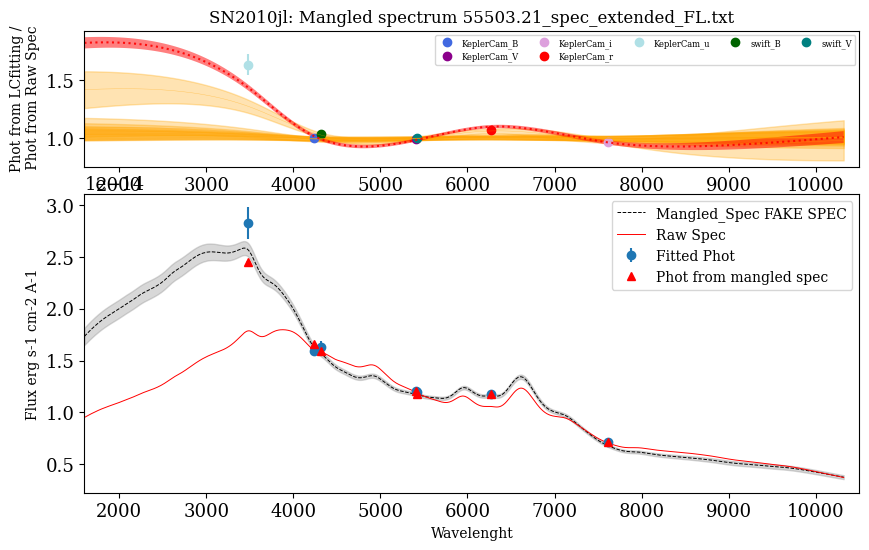 SN2010jl: Mangled spectrum 55503.21_spec_extended_FL.txt
Phot from LCfitting /
Phot from Raw Spec
1.5
1.0
KeplerCam_B
KeplerCam_V
KeplerCam_i
KeplerCam_r
KeplerCam_u
swift_B
swift_V
2000 3000 4000 5000 6000 7000 8000 9000 10000
1e−14
Flux erg s-1 cm-2 A-1
3.0
2.5
2.0
1.5
1.0
0.5
Mangled_Spec FAKE SPEC
Raw Spec
Fitted Phot
Phot from mangled spec
2000 3000 4000 5000 6000 7000 8000 9000 10000
Wavelenght